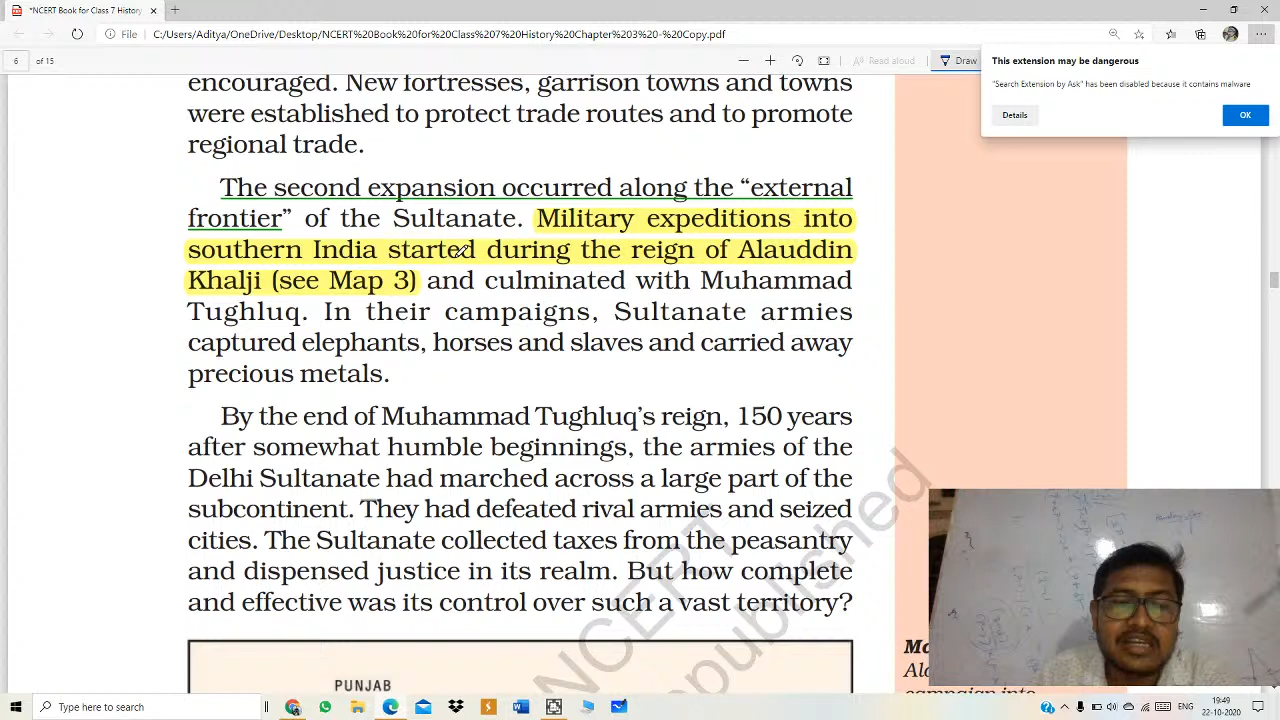 *NCERT Book for Class 7 History
File
C:/Users/Aditya/OneDrive/Desktop/NCERT%20Book%20for%20Class%207%20History%20Chapter%203%20-%20Copy.pdf
6 of 15
Read aloud
Draw
This extension may be dangerous
"Search Extension by Ask" has been disabled because it contains malware
Details
OK
encouraged. New fortresses, garrison towns and towns
were established to protect trade routes and to promote
regional trade.
The second expansion occurred along the “external
frontier” of the Sultanate. Military expeditions into
southern India started during the reign of Alauddin
Khalji (see Map 3) and culminated with Muhammad
Tughluq. In their campaigns, Sultanate armies
captured elephants, horses and slaves and carried away
precious metals.
By the end of Muhammad Tughluq’s reign, 150 years
after somewhat humble beginnings, the armies of the
Delhi Sultanate had marched across a large part of the
subcontinent. They had defeated rival armies and seized
cities. The Sultanate collected taxes from the peasantry
and dispensed justice in its realm. But how complete
and effective was its control over such a vast territory?
NCERT
republished
PUNJAB
campaign into
Type here to search
19:49
22-10-2020